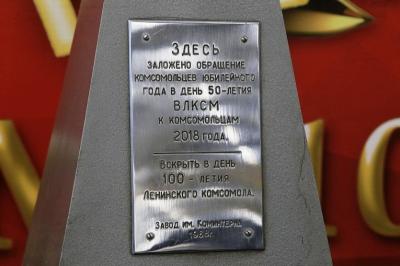 ЗДЕСЬ
ЗАЛОЖЕНО ОБРАЩЕНИЕ
КОМСОМОЛЬЦЕВ ЮБИЛЕЙНОГО
ГОДА В ДЕНЬ 50-ЛЕТИЯ
ВЛКСМ
К КОМСОМОЛЬЦАМ
2018 ГОДА.
ВСКРЫТЬ В ДЕНЬ
100-ЛЕТИЯ
ЛЕНИНСКОГО КОМСОМОЛА.
ЗАВОД ИМ. КОМИНТЕРНА.
1968г.